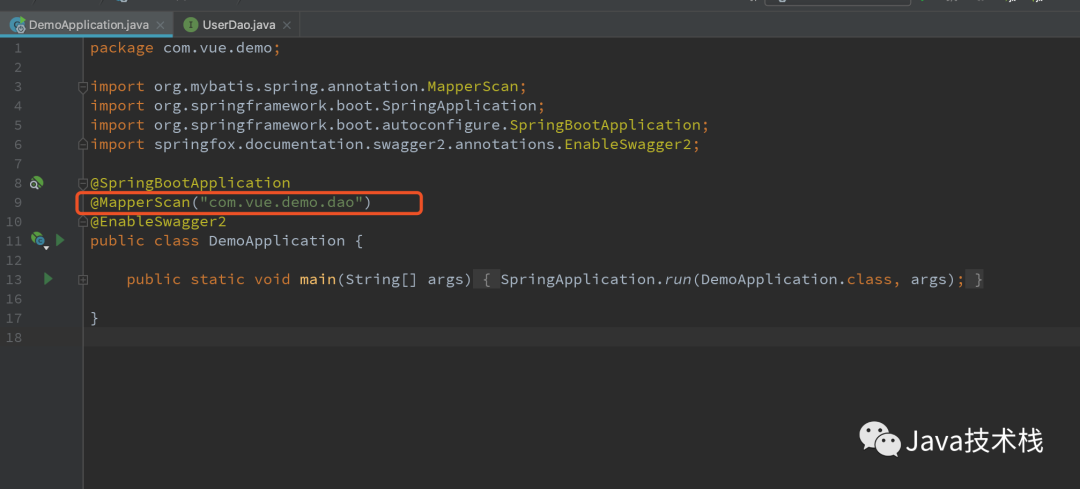 DemoApplication.java
UserDao.java
1 package com.vue.demo;
2
3 import org.mybatis.spring.annotation.MapperScan;
4 import org.springframework.boot.SpringApplication;
5 import org.springframework.boot.autoconfigure.SpringBootApplication;
6 import springfox.documentation.swagger2.annotations.EnableSwagger2;
7
8 @SpringBootApplication
9 @MapperScan("com.vue.demo.dao")
10 @EnableSwagger2
11 public class DemoApplication {
12
13 public static void main(String[] args) { SpringApplication.run(DemoApplication.class, args); }
16
17 }
18
Java技术栈